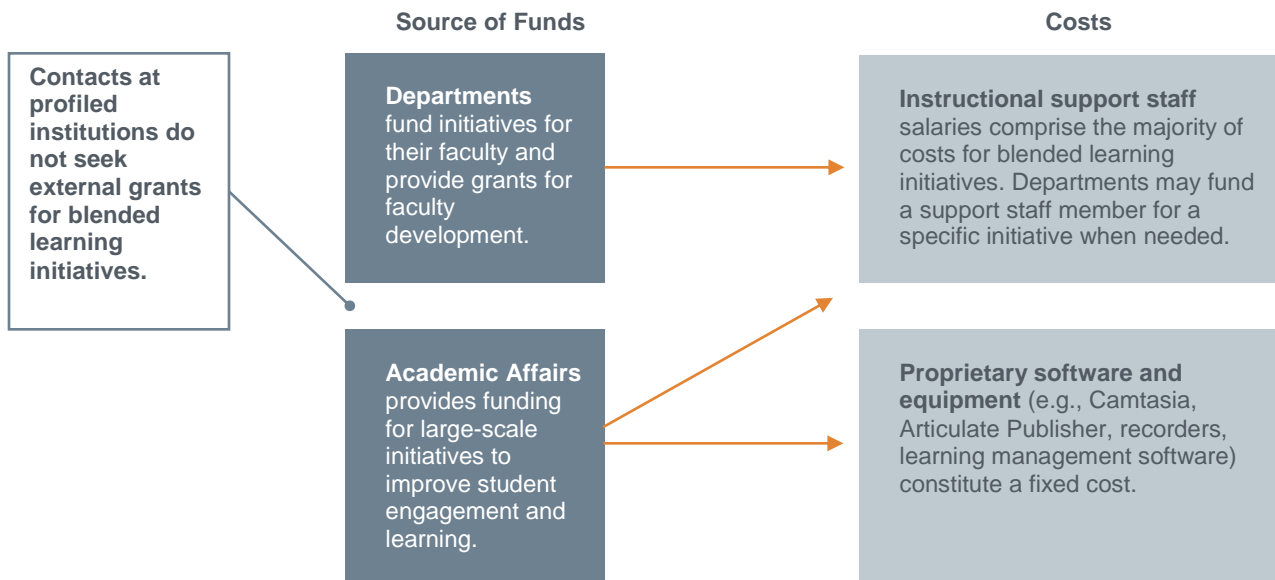 Source of Funds
Costs
Contacts at
profiled
institutions do
not seek
external grants
for blended
learning
initiatives.
Departments
fund initiatives for
their faculty and
provide grants for
faculty
development.
Instructional support staff
salaries comprise the majority of
costs for blended learning
initiatives. Departments may fund
a support staff member for a
specific initiative when needed.
Academic Affairs
provides funding
for large-scale
initiatives to
improve student
engagement and
learning.
Proprietary software and
equipment (e.g., Camtasia,
Articulate Publisher, recorders,
learning management software)
constitute a fixed cost.